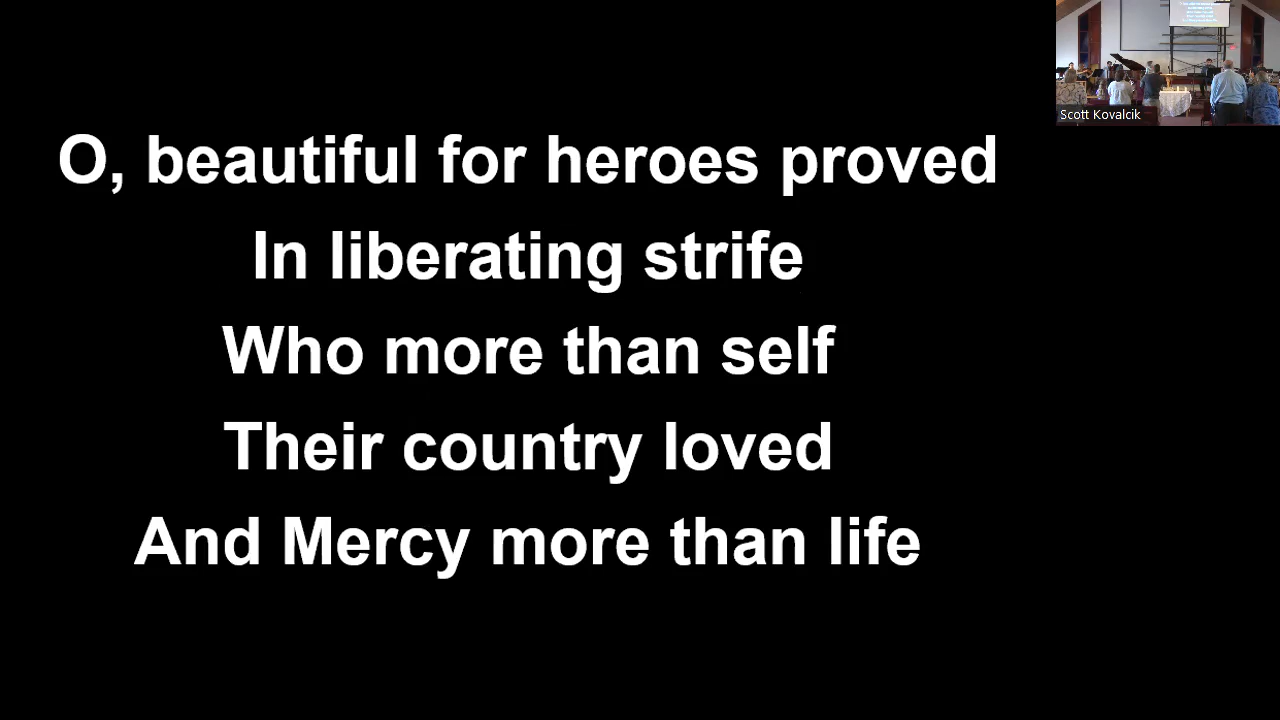 O, beautiful for heroes proved
In liberating strife
Who more than self
Their country loved
And Mercy more than life
Scott Kovalcik